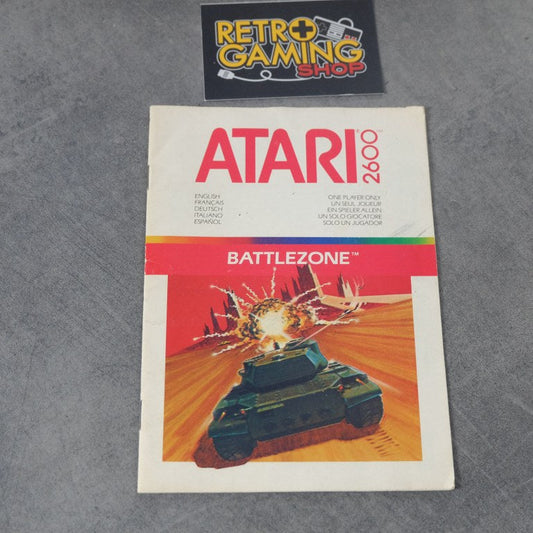 RETRO
GAMING
SHOP
ATARI® 2600™
ENGLISH
FRANÇAIS
DEUTSCH
ITALIANO
ESPAÑOL
ONE PLAYER ONLY
UN SEUL JOUEUR
EIN SPIELER ALLEIN
UN SOLO GIOCATORE
SOLO UN JUGADOR
BATTLEZONE™